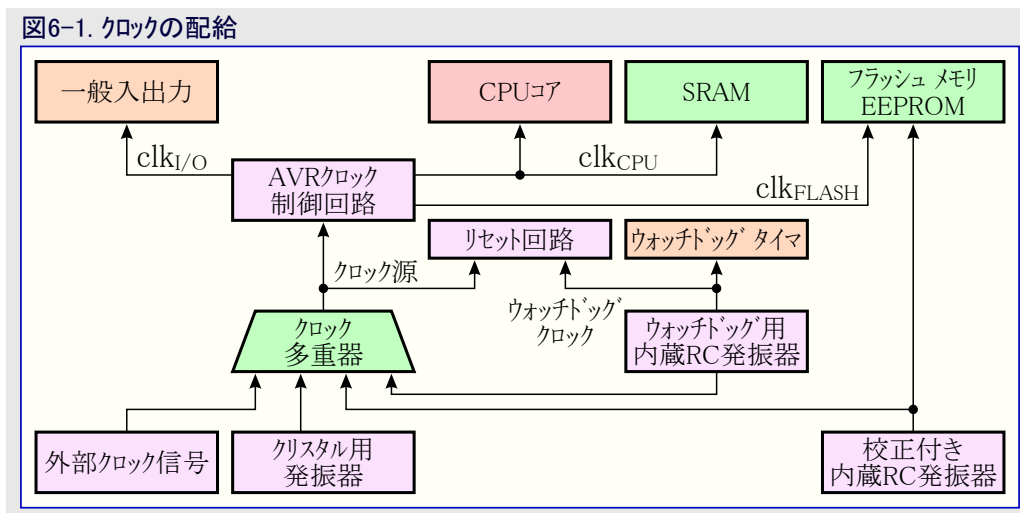 図6-1. クロックの配給
一般入出力
CPUコア
SRAM
フラッシュ メモリ
EEPROM
clkI/O
clkCPU
AVRクロック
制御回路
clkFLASH
リセット回路
ウォッチドッグ タイマ
クロック源
ウォッチドッグ
クロック
クロック
多重器
ウォッチドッグ用
内蔵RC発振器
外部クロック信号
クリスタル用
発振器
校正付き
内蔵RC発振器